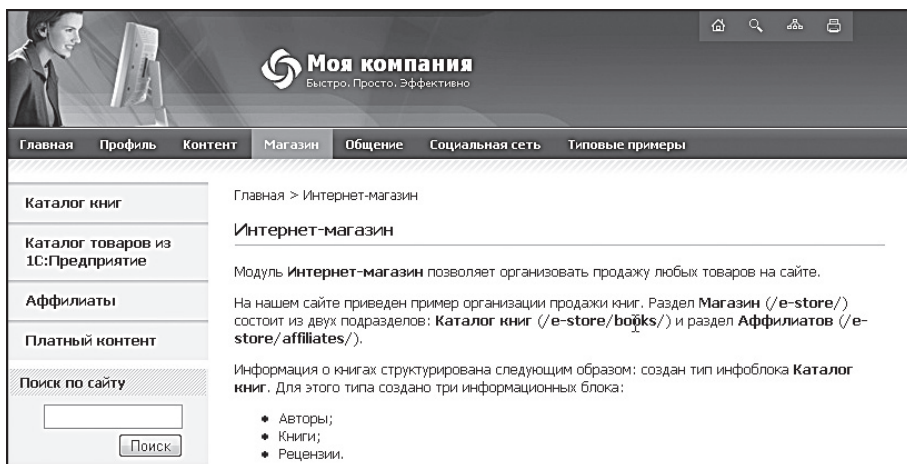 Моя компания
Быстро. Просто. Эффективно
Главная Профиль Контент Магазин Общение Социальная сеть Типовые примеры
Каталог книг
Каталог товаров из
1С:Предприятие
Аффилиаты
Платный контент
Поиск по сайту
Поиск
Главная > Интернет-магазин
Интернет-магазин
Модуль Интернет-магазин позволяет организовать продажу любых товаров на сайте.
На нашем сайте приведен пример организации продажи книг. Раздел Магазин (/e-store/)
состоит из двух подразделов: Каталог книг (/e-store/books/) и раздел Аффилиатов (/e-
store/affiliates/).
Информация о книгах структурирована следующим образом: создан тип инфоблока Каталог
книг. Для этого типа создано три информационных блока:
• Авторы;
• Книги;
• Рецензии.